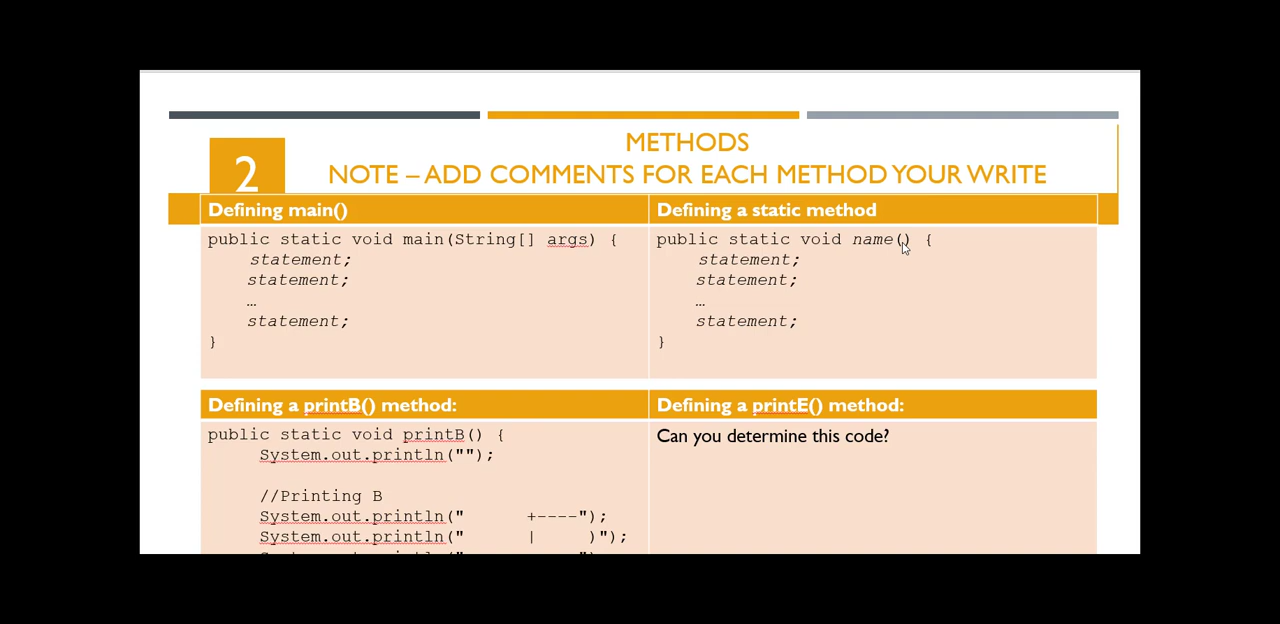 2
METHODS
NOTE – ADD COMMENTS FOR EACH METHOD YOUR WRITE
Defining main()
public static void main(String[] args) {
statement;
statement;
…
statement;
}
Defining a static method
public static void name() {
statement;
statement;
…
statement;
}
Defining a printB() method:
public static void printB() {
System.out.println("");
//Printing B
System.out.println("      +----");
System.out.println("      |    )");
Defining a printE() method:
Can you determine this code?